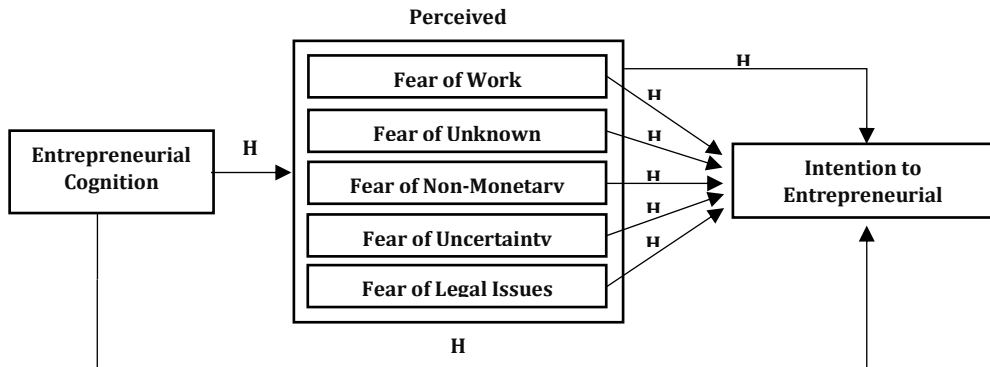 Perceived
H
Fear of Work
H
Fear of Unknown
H
Entrepreneurial
Cognition
H
Fear of Non-Monetary
H
Intention to
Entrepreneurial
Fear of Uncertainty
H
Fear of Legal Issues
H
H